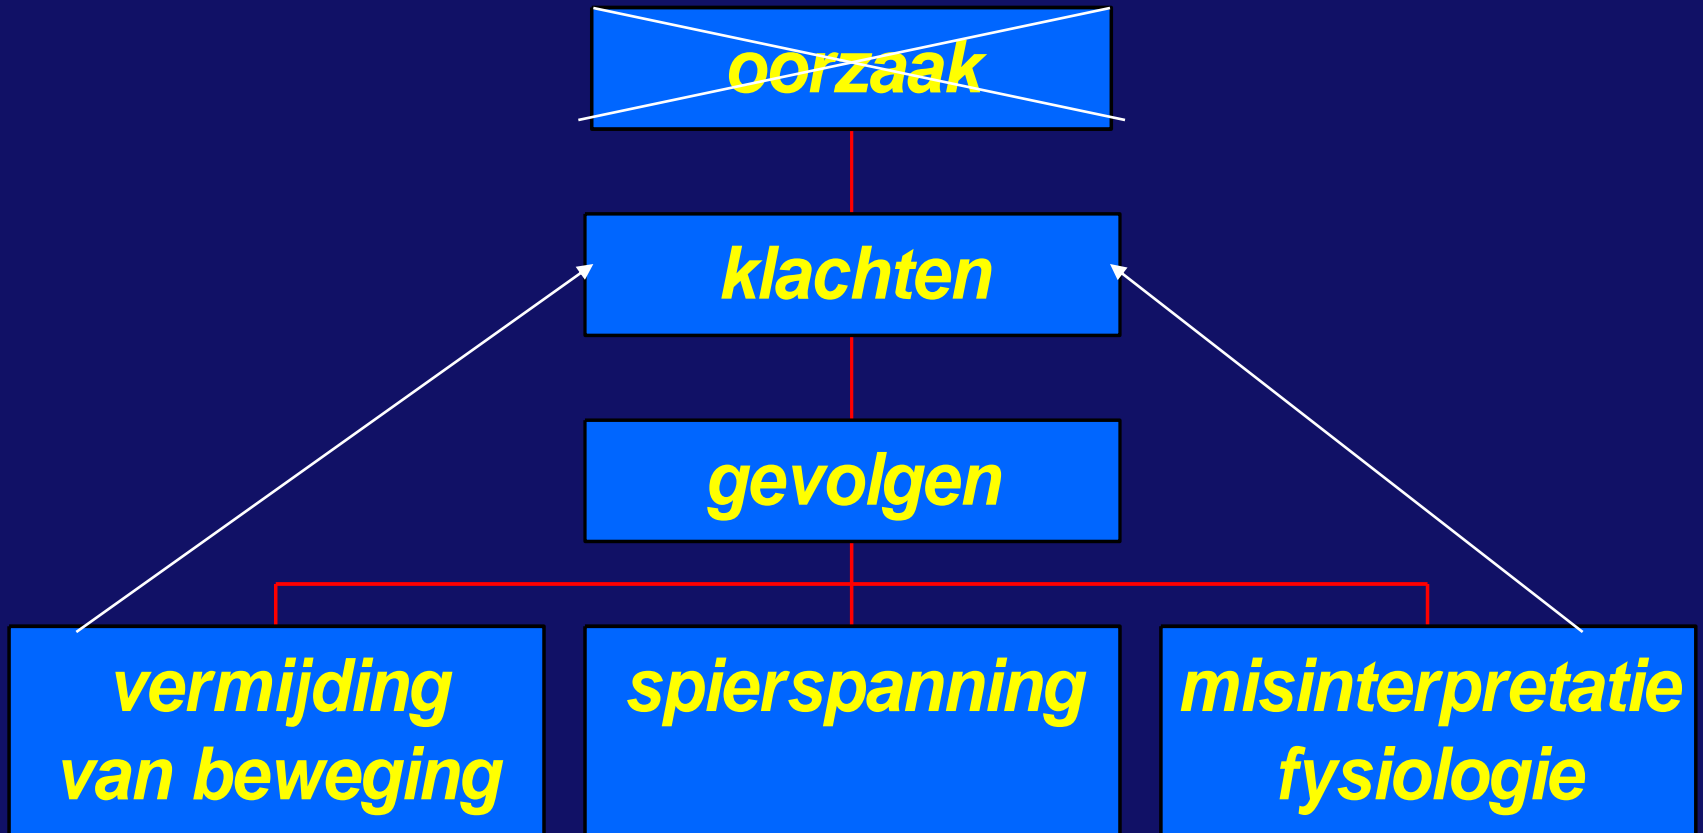 oorzaak
klachten
gevolgen
vermijding
van beweging
spierspanning
misinterpretatie
fysiologie